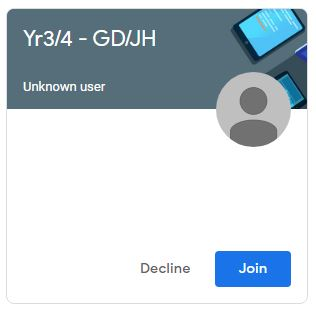 Yr3/4 - GD/JH
Unknown user
Decline Join